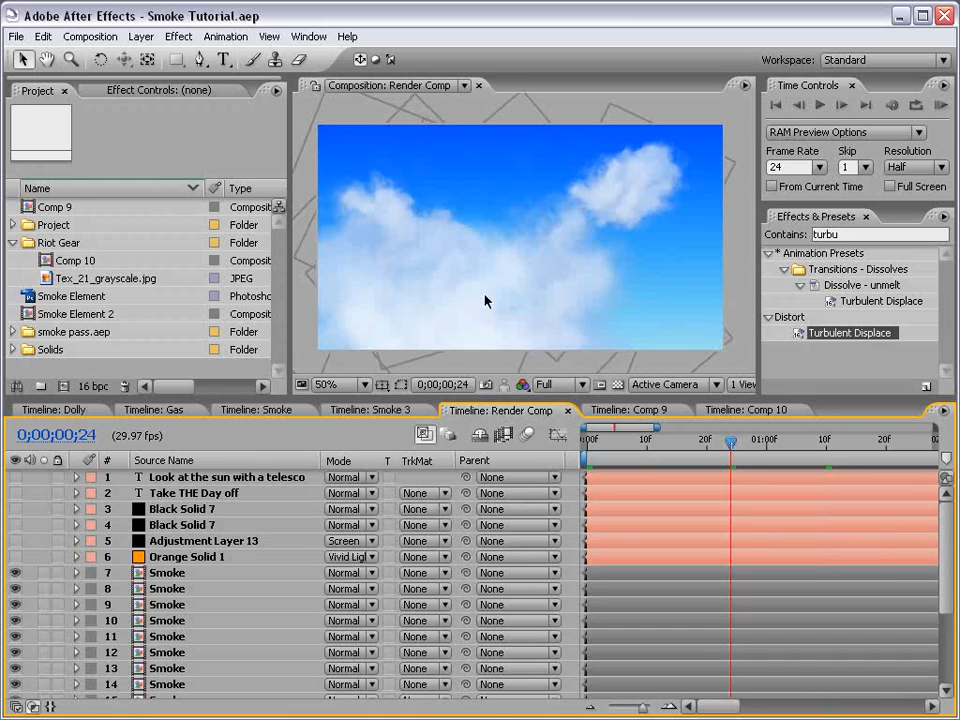 Adobe After Effects - Smoke Tutorial.aep
File Edit Composition Layer Effect Animation View Window Help
Workspace: Standard
Project Effect Controls: (none)
Composition: Render Comp
Time Controls
RAM Preview Options
Frame Rate Skip Resolution
24 1 Half
From Current Time Full Screen
Name Type
Comp 9 Composit
Project Folder
Riot Gear Folder
Comp 10 Composit
Tex_21_grayscale.jpg JPEG
Smoke Element Photosho
Smoke Element 2 Composit
smoke pass.aep Folder
Solids Folder
16 bpc
Effects & Presets
Contains: turbu
* Animation Presets
Transitions - Dissolves
Dissolve - unmelt
Turbulent Displace
Distort
Turbulent Displace
50% 0;00;00;24 Full Active Camera 1 View
Timeline: Dolly Timeline: Gas Timeline: Smoke Timeline: Smoke 3 Timeline: Render Comp Timeline: Comp 9 Timeline: Comp 10
0;00;00;24 (29.97 fps)
:00f 10f 20f 01:00f 10f 20f 02
# Source Name Mode T TrkMat Parent
1 T Look at the sun with a telesco Normal None
2 T Take THE Day off Normal None None
3 Black Solid 7 Normal None None
4 Black Solid 7 Normal None None
5 Adjustment Layer 13 Screen None None
6 Orange Solid 1 Vivid Ligl None None
7 Smoke Normal None None
8 Smoke Normal None None
9 Smoke Normal None None
10 Smoke Normal None None
11 Smoke Normal None None
12 Smoke Normal None None
13 Smoke Normal None None
14 Smoke Normal None None